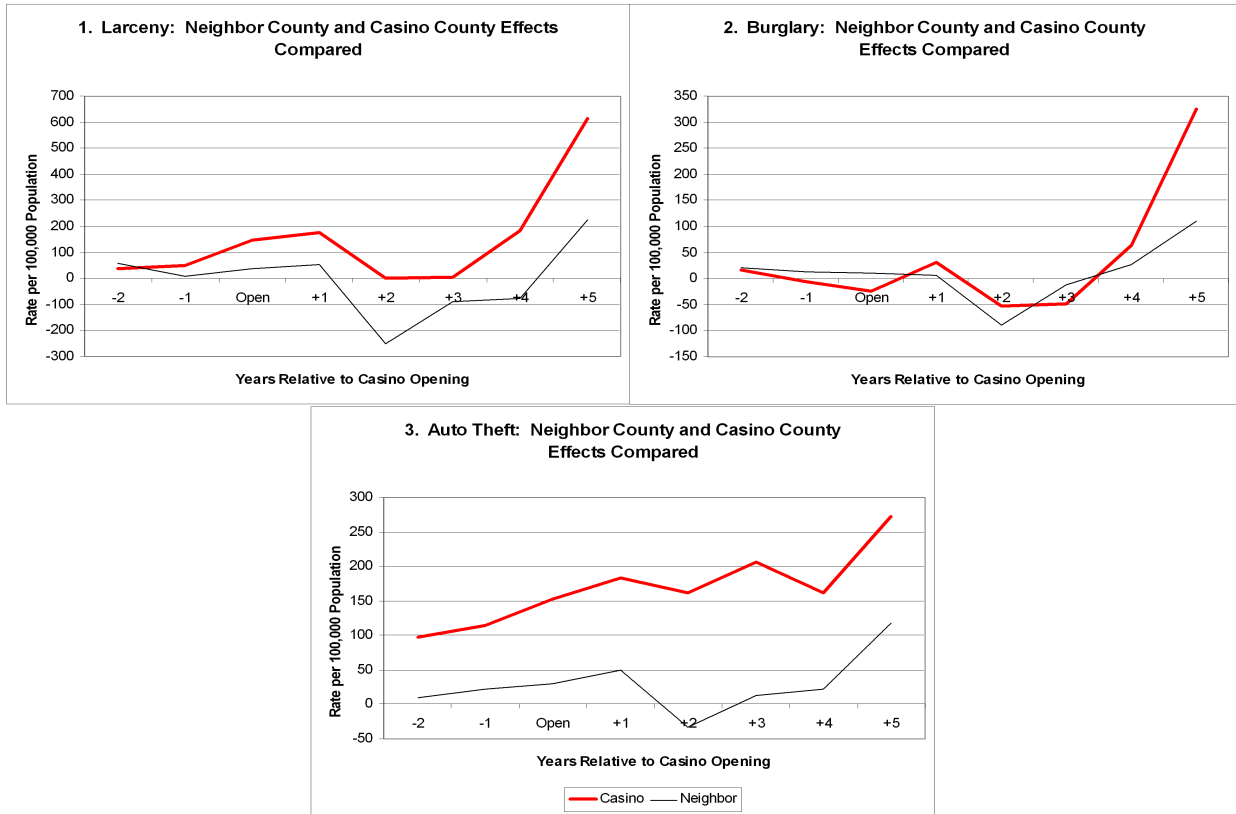 1. Larceny: Neighbor County and Casino County Effects
Compared
700
600
500
400
300
200
100
0
-100
-200
-300
Rate per 100,000 Population
-2 -1 Open +1 +2 +3 +4 +5
Years Relative to Casino Opening
2. Burglary: Neighbor County and Casino County
Effects Compared
350
300
250
200
150
100
50
0
-50
-100
-150
Rate per 100,000 Population
-2 -1 Open +1 +2 +3 +4 +5
Years Relative to Casino Opening
3. Auto Theft: Neighbor County and Casino County
Effects Compared
300
250
200
150
100
50
0
-50
Rate per 100,000 Population
-2 -1 Open +1 +2 +3 +4 +5
Years Relative to Casino Opening
Casino Neighbor